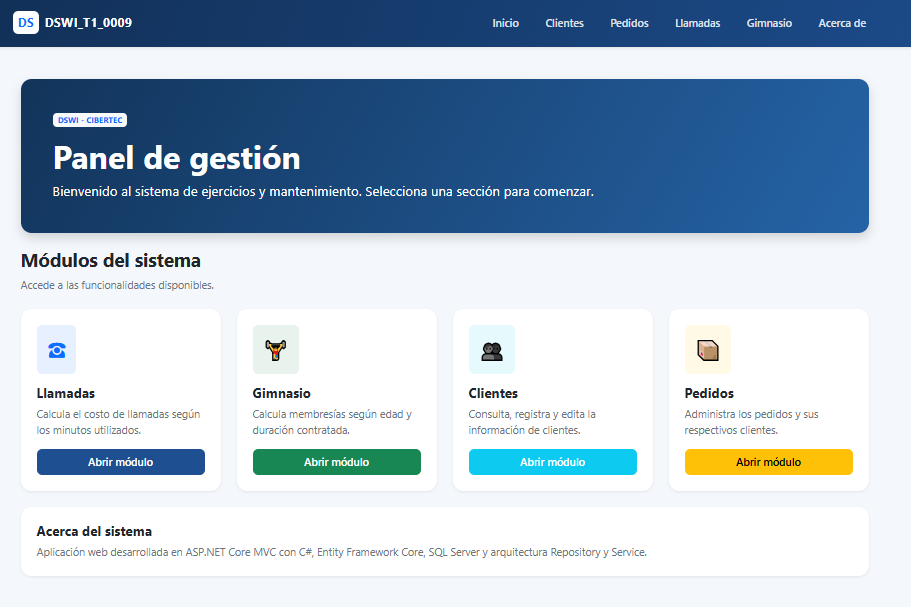 DS DSWI_T1_0009 Inicio Clientes Pedidos Llamadas Gimnasio Acerca de
DSWI - CIBERTEC
Panel de gestión
Bienvenido al sistema de ejercicios y mantenimiento. Selecciona una sección para comenzar.
Módulos del sistema
Accede a las funcionalidades disponibles.
Llamadas
Calcula el costo de llamadas según
los minutos utilizados.
Abrir módulo
Gimnasio
Calcula membresías según edad y
duración contratada.
Abrir módulo
Clientes
Consulta, registra y edita la
información de clientes.
Abrir módulo
Pedidos
Administra los pedidos y sus
respectivos clientes.
Abrir módulo
Acerca del sistema
Aplicación web desarrollada en ASP.NET Core MVC con C#, Entity Framework Core, SQL Server y arquitectura Repository y Service.